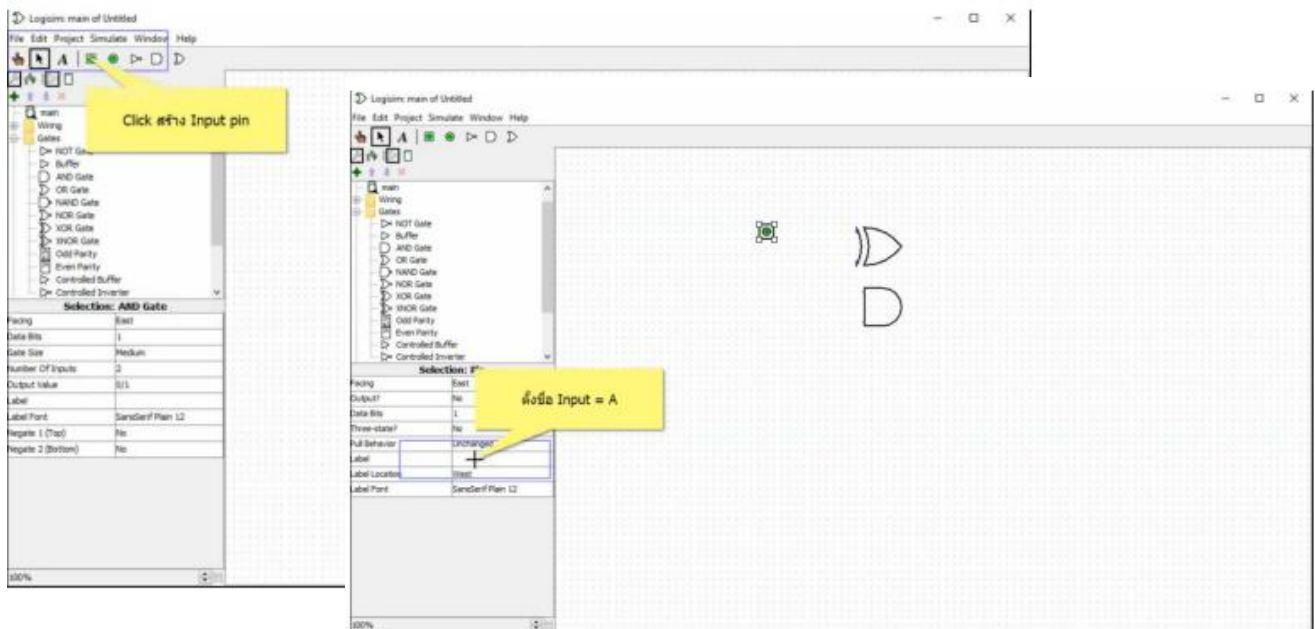 Logisim: main of Untitled
File Edit Project Simulate Window Help
A
Click สร้าง Input pin
main
Wiring
Gates
NOT Gate
Buffer
AND Gate
OR Gate
NAND Gate
NOR Gate
XOR Gate
XNOR Gate
Odd Parity
Even Parity
Controlled Buffer
Controlled Inverter
Selection: AND Gate
Facing East
Data Bits 1
Gate Size Medium
Number Of Inputs 2
Output Value 0/1
Label
Label Font SansSerif Plain 12
Negate 1 (Top) No
Negate 2 (Bottom) No
100%
Logisim: main of Untitled
File Edit Project Simulate Window Help
A
main
Wiring
Gates
NOT Gate
Buffer
AND Gate
OR Gate
NAND Gate
NOR Gate
XOR Gate
XNOR Gate
Odd Parity
Even Parity
Controlled Buffer
Controlled Inverter
Selection:
Facing East
Output? No
Data Bits 1
Three-state? No
Pull Behavior Unchanged
Label
Label Location West
Label Font SansSerif Plain 12
ตั้งชื่อ Input = A
100%